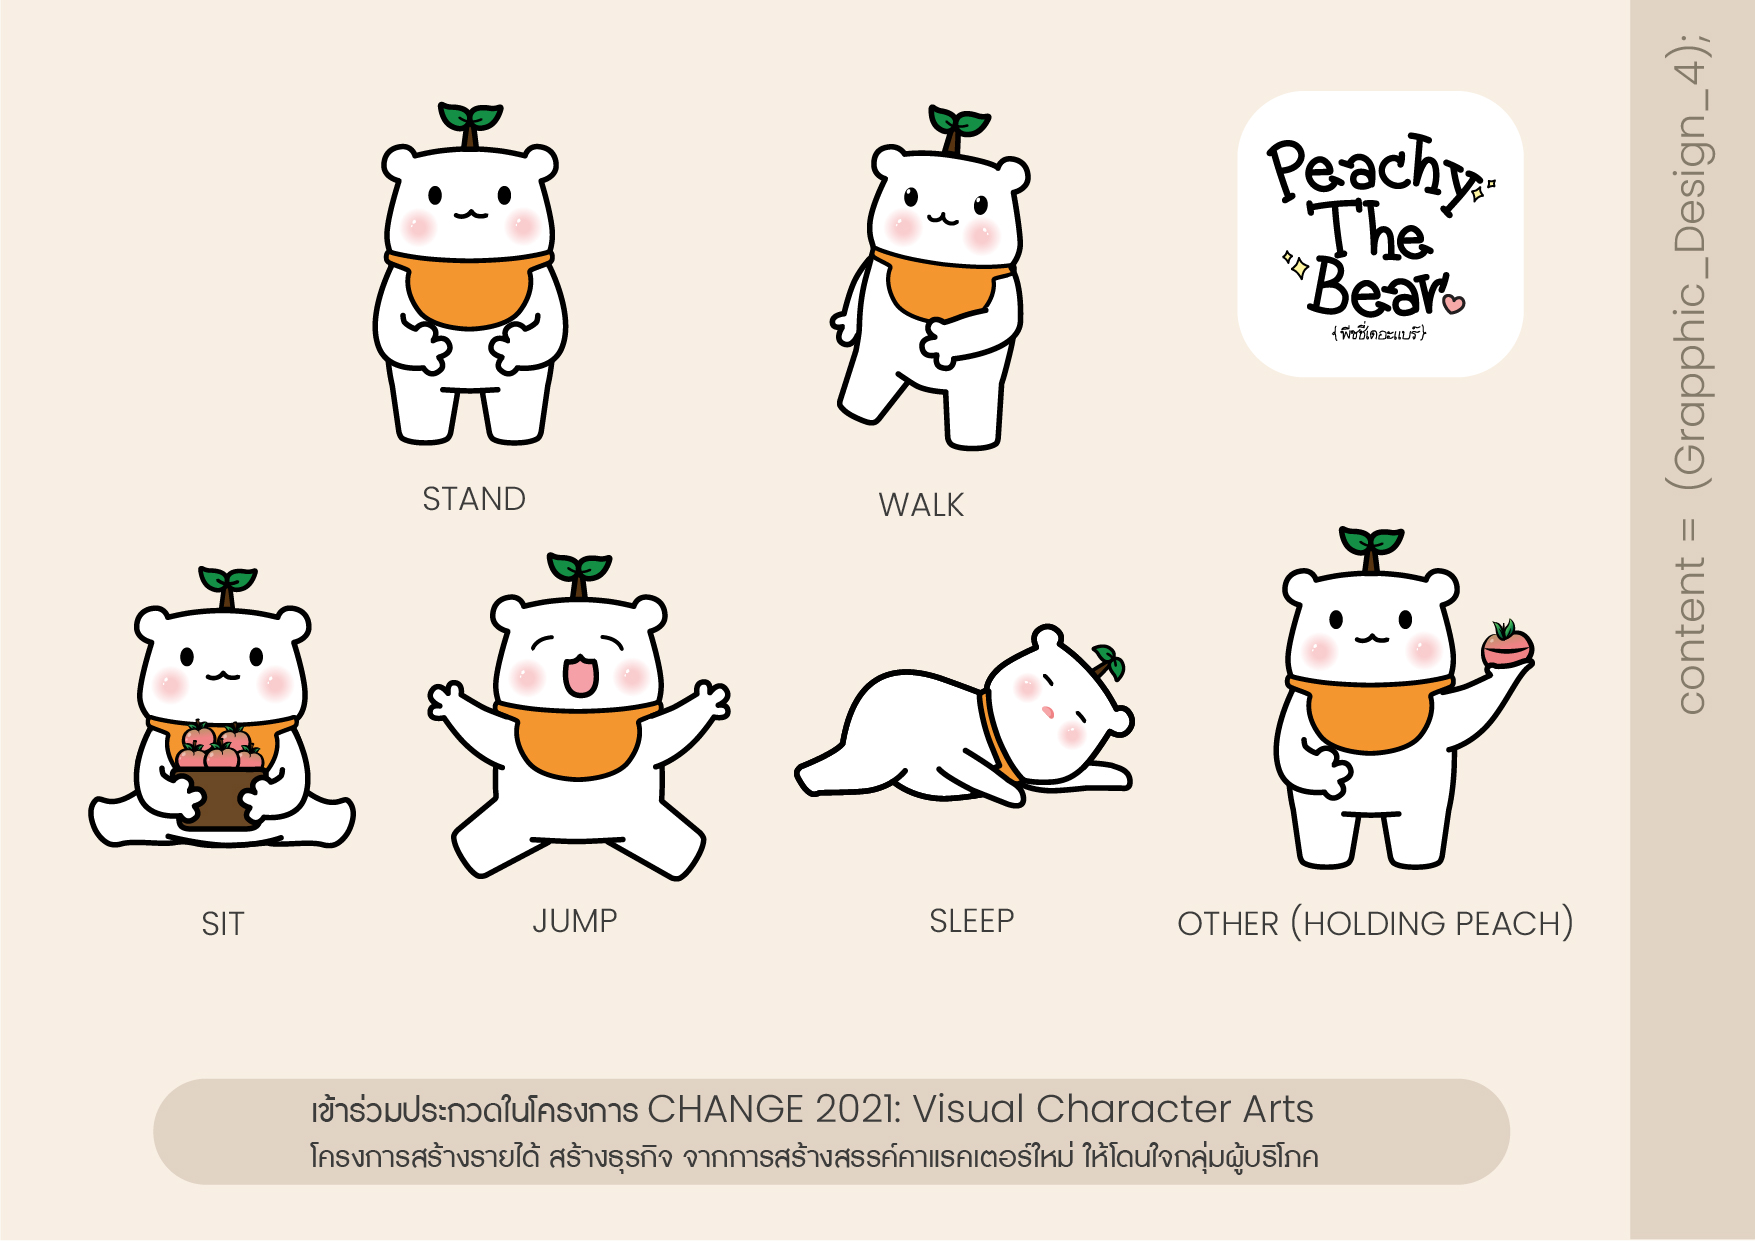 Peachy
The
Bear
{พีชชี่เดอะแบร์}
STAND
WALK
SIT
JUMP
SLEEP
OTHER (HOLDING PEACH)
เข้าร่วมประกวดในโครงการ CHANGE 2021: Visual Character Arts
โครงการสร้างรายได้ สร้างธุรกิจ จากการสร้างสรรค์คาแรคเตอร์ใหม่ ให้โดนใจกลุ่มผู้บริโภค
content = (Grapphic_Design_4);